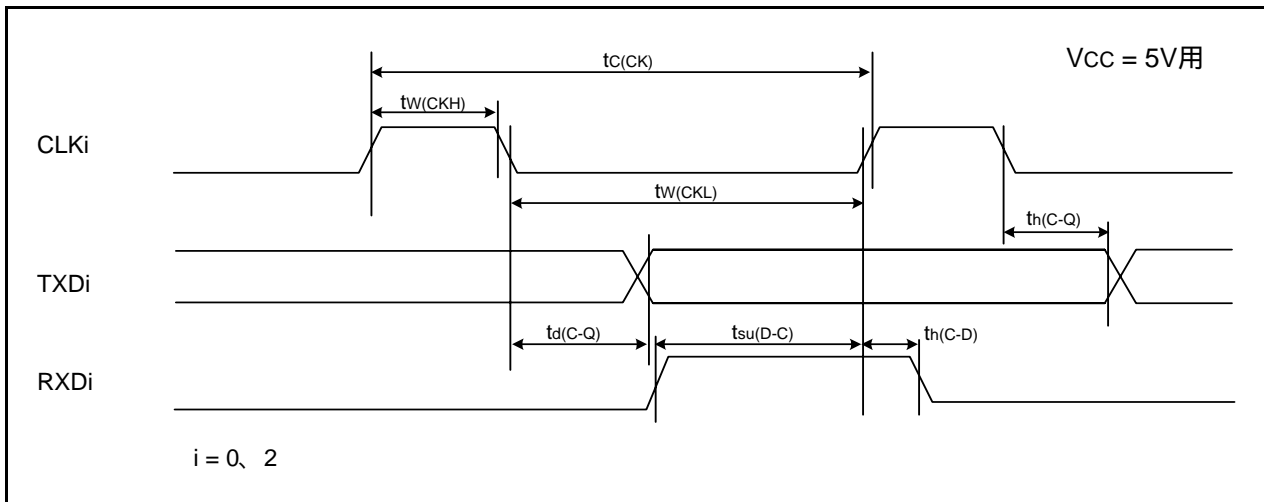 tC(CK)
VCC = 5V用
tW(CKH)
CLKi
tW(CKL)
th(C-Q)
TXDi
td(C-Q)
tsu(D-C)
th(C-D)
RXDi
i = 0、2